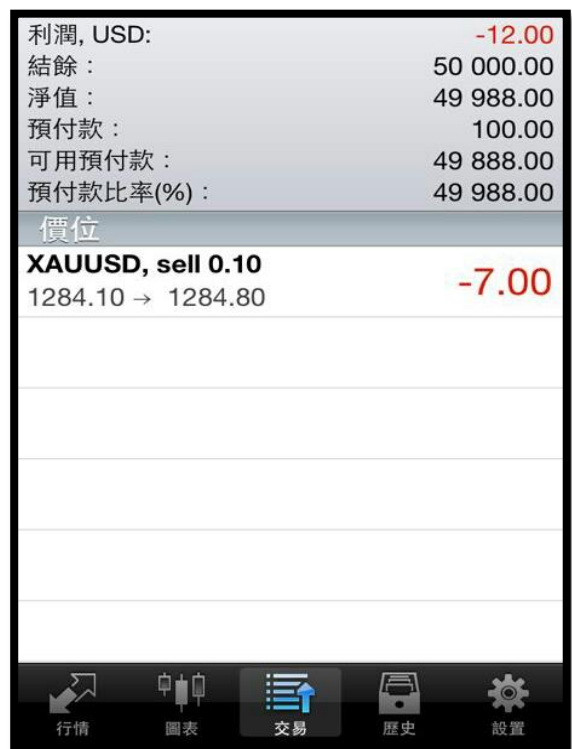 利潤, USD: -12.00
結餘： 50 000.00
淨值： 49 988.00
預付款： 100.00
可用預付款： 49 888.00
預付款比率(%)： 49 988.00
價位
XAUUSD, sell 0.10 -7.00
1284.10 → 1284.80
行情 圖表 交易 歷史 設置